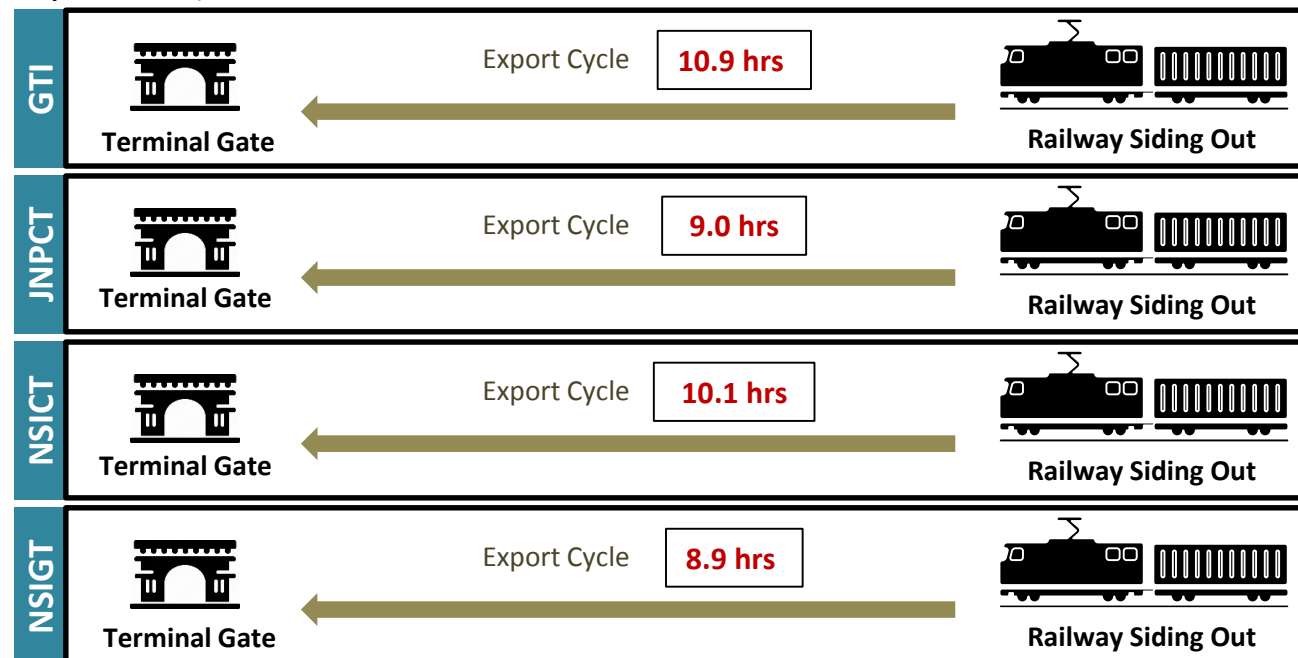 GTI
Export Cycle 10.9 hrs
Terminal Gate
Railway Siding Out
JNPCT
Export Cycle 9.0 hrs
Terminal Gate
Railway Siding Out
NSICT
Export Cycle 10.1 hrs
Terminal Gate
Railway Siding Out
NSIGT
Export Cycle 8.9 hrs
Terminal Gate
Railway Siding Out